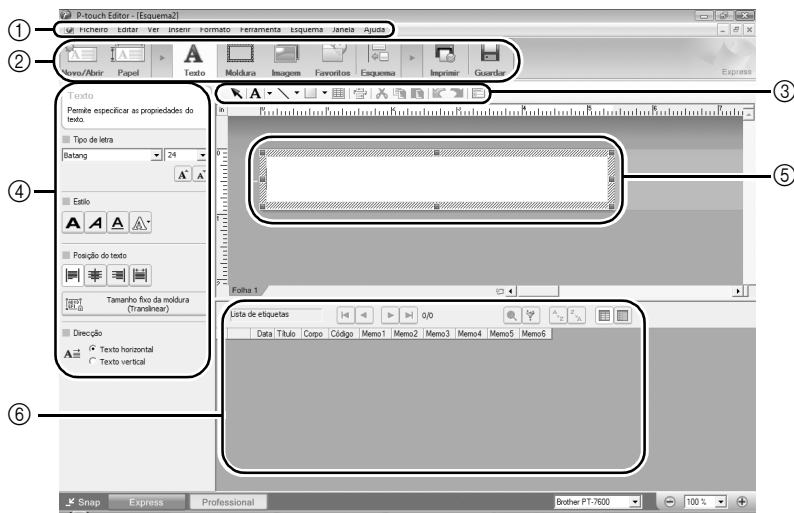 P-touch Editor - [Esquema2]
① Ficheiro Editar Ver Inserir Formato Ferramenta Esquema Janela Ajuda
② Novo/Abrir Papel Texto Moldura Imagem Favoritos Esquema Imprimir Guardar Express
③
Texto
Permite especificar as propriedades do
texto.
Tipo de letra
Batang 24
④
⑤
Estilo
Posição do texto
Tamanho fixo da moldura
(Translinear)
Direcção
Texto horizontal
Texto vertical
Folha 1
Lista de etiquetas 0/0
Data Título Corpo Código Memo1 Memo2 Memo3 Memo4 Memo5 Memo6
⑥
Snap Express Professional Brother PT-7600 100 %